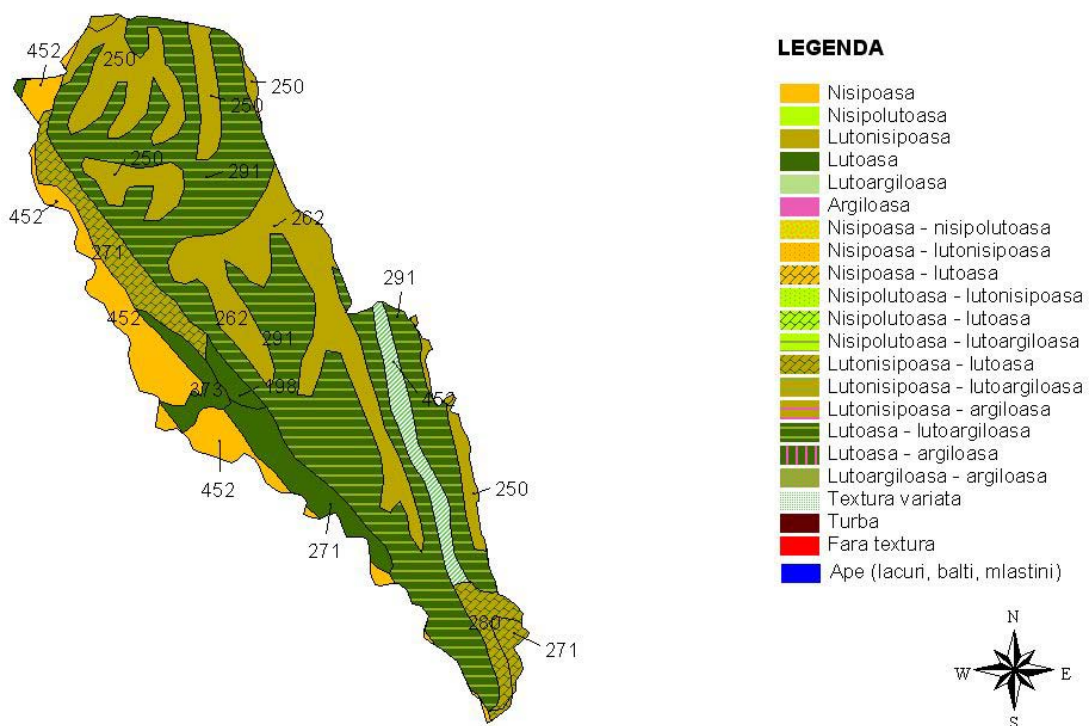 452
250
250
250
250
291
452
262
271
291
452
262
291
373
198
452
452
250
271
280
271
LEGENDA
Nisipoasa
Nisipolutoasa
Lutonisipoasa
Lutoasa
Lutoargiloasa
Argiloasa
Nisipoasa - nisipolutoasa
Nisipoasa - lutonisipoasa
Nisipoasa - lutoasa
Nisipolutoasa - lutonisipoasa
Nisipolutoasa - lutoasa
Nisipolutoasa - lutoargiloasa
Lutonisipoasa - lutoasa
Lutonisipoasa - lutoargiloasa
Lutonisipoasa - argiloasa
Lutoasa - lutoargiloasa
Lutoasa - argiloasa
Lutoargiloasa - argiloasa
Textura variata
Turba
Fara textura
Ape (lacuri, balti, mlastini)
N
W E
S